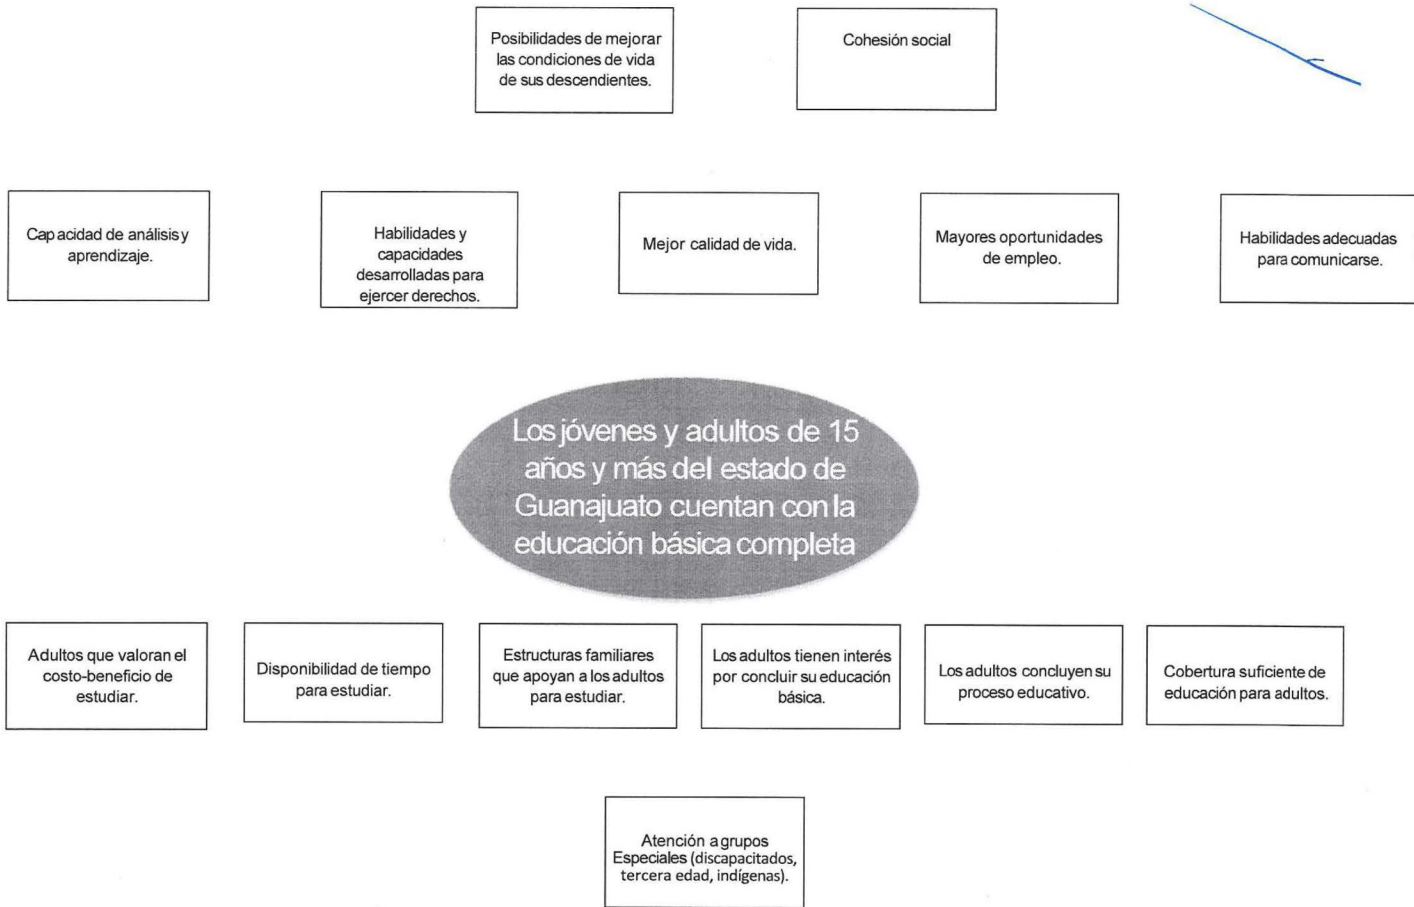 Posibilidades de mejorar
las condiciones de vida
de sus descendientes.
Cohesión social
Capacidad de análisis y
aprendizaje.
Habilidades y
capacidades
desarrolladas para
ejercer derechos.
Mejor calidad de vida.
Mayores oportunidades
de empleo.
Habilidades adecuadas
para comunicarse.
Los jóvenes y adultos de 15
años y más del estado de
Guanajuato cuentan con la
educación básica completa
Adultos que valoran el
costo-beneficio de
estudiar.
Disponibilidad de tiempo
para estudiar.
Estructuras familiares
que apoyan a los adultos
para estudiar.
Los adultos tienen interés
por concluir su educación
básica.
Los adultos concluyen su
proceso educativo.
Cobertura suficiente de
educación para adultos.
Atención a grupos
Especiales (discapacitados,
tercera edad, indígenas).